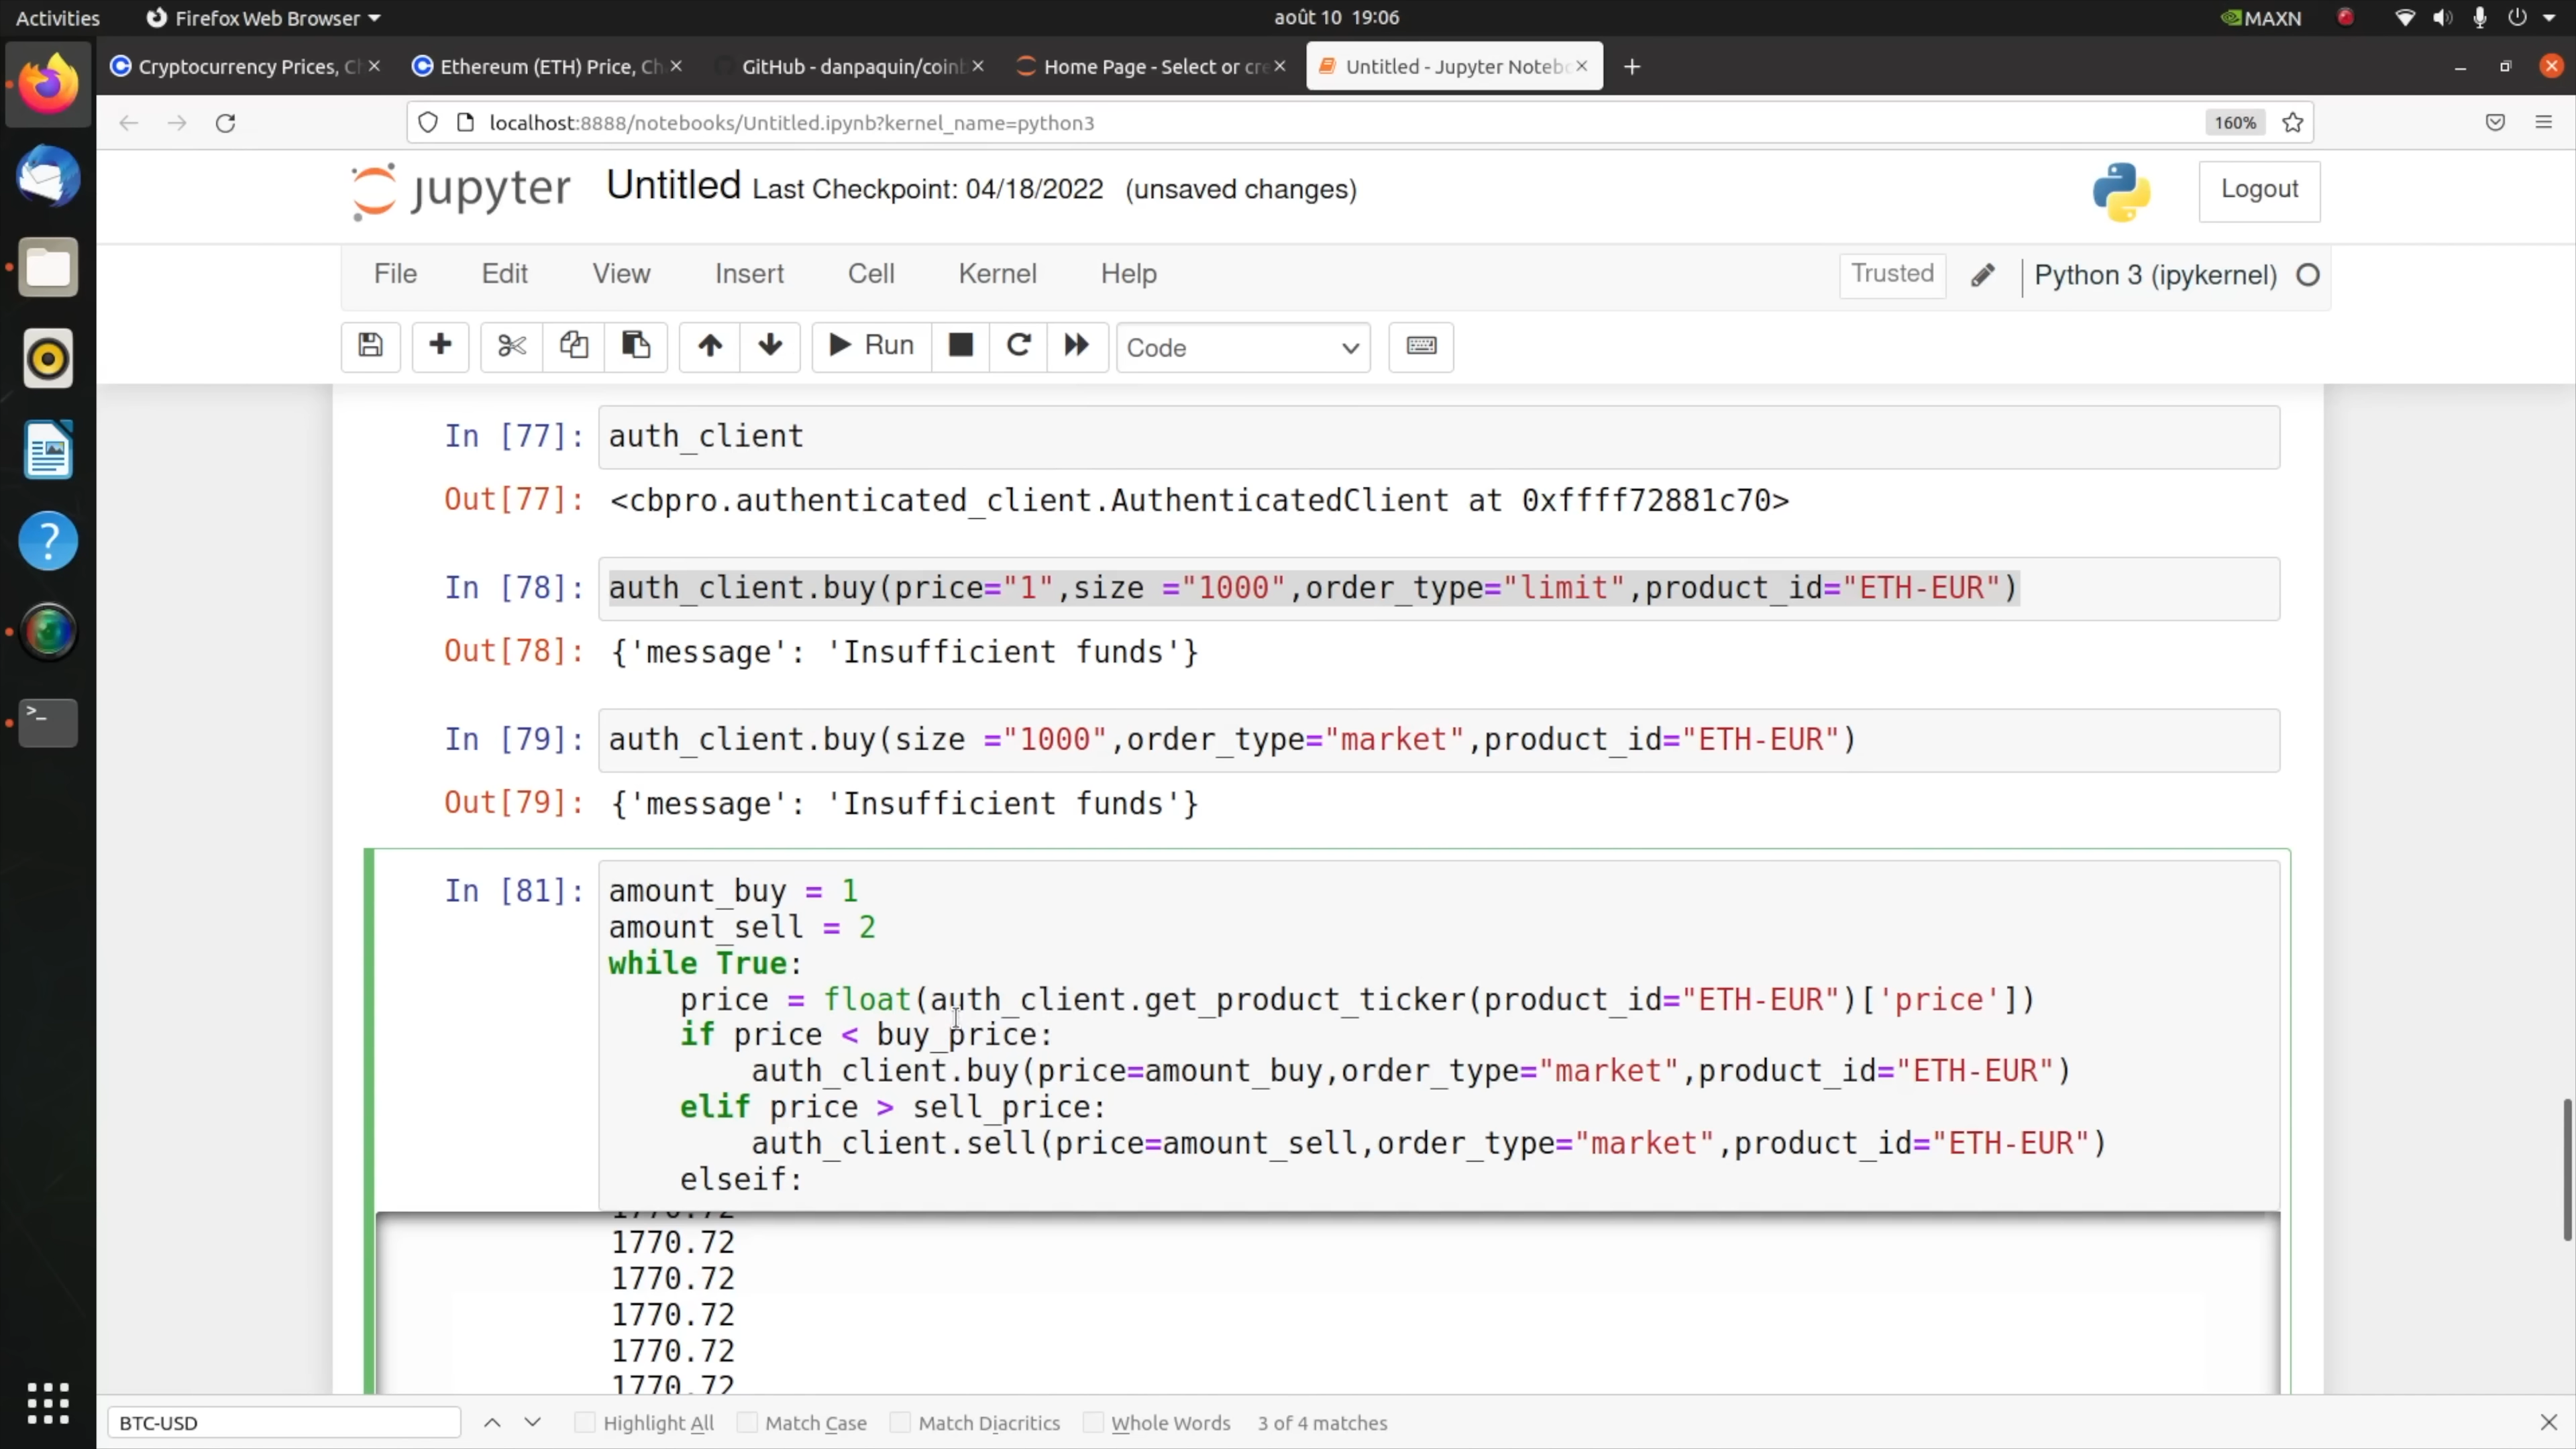 Activities Firefox Web Browser août 10 19:06 MAXN
Cryptocurrency Prices, Ch Ethereum (ETH) Price, Ch GitHub - danpaquin/coinb Home Page - Select or cre Untitled - Jupyter Notebo
localhost:8888/notebooks/Untitled.ipynb?kernel_name=python3 160%
jupyter Untitled Last Checkpoint: 04/18/2022 (unsaved changes) Logout
File Edit View Insert Cell Kernel Help Trusted Python 3 (ipykernel)
Run Code
In [77]: auth_client
Out[77]: <cbpro.authenticated_client.AuthenticatedClient at 0xffff72881c70>
In [78]: auth_client.buy(price="1",size ="1000",order_type="limit",product_id="ETH-EUR")
Out[78]: {'message': 'Insufficient funds'}
In [79]: auth_client.buy(size ="1000",order_type="market",product_id="ETH-EUR")
Out[79]: {'message': 'Insufficient funds'}
In [81]: amount_buy = 1
amount_sell = 2
while True:
    price = float(auth_client.get_product_ticker(product_id="ETH-EUR")['price'])
    if price < buy_price:
        auth_client.buy(price=amount_buy,order_type="market",product_id="ETH-EUR")
    elif price > sell_price:
        auth_client.sell(price=amount_sell,order_type="market",product_id="ETH-EUR")
    elseif:
1770.72
1770.72
1770.72
1770.72
1770.72
BTC-USD Highlight All Match Case Match Diacritics Whole Words 3 of 4 matches